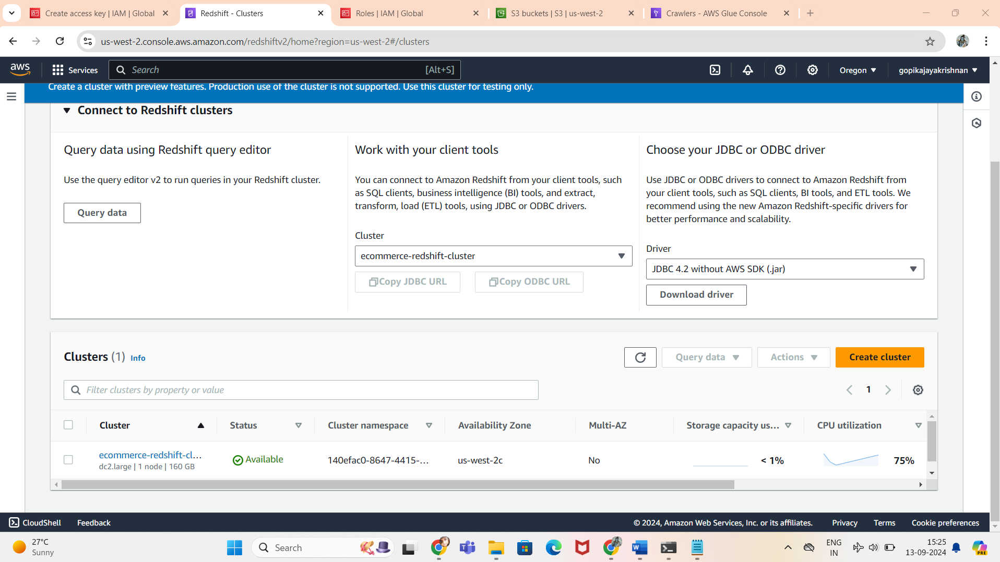 Create access key | IAM | Global
Redshift - Clusters
Roles | IAM | Global
S3 buckets | S3 | us-west-2
Crawlers - AWS Glue Console
us-west-2.console.aws.amazon.com/redshiftv2/home?region=us-west-2#/clusters
aws
Services
Search
[Alt+S]
Oregon
gopikajayakrishnan
Create a cluster with preview features. Production use of the cluster is not supported. Use this cluster for testing only.
Connect to Redshift clusters
Query data using Redshift query editor
Use the query editor v2 to run queries in your Redshift cluster.
Query data
Work with your client tools
You can connect to Amazon Redshift from your client tools, such
as SQL clients, business intelligence (BI) tools, and extract,
transform, load (ETL) tools, using JDBC or ODBC drivers.
Cluster
ecommerce-redshift-cluster
Copy JDBC URL
Copy ODBC URL
Choose your JDBC or ODBC driver
Use JDBC or ODBC drivers to connect to Amazon Redshift from
your client tools, such as SQL clients, BI tools, and ETL tools. We
recommend using the new Amazon Redshift-specific drivers for
better performance and scalability.
Driver
JDBC 4.2 without AWS SDK (.jar)
Download driver
Clusters (1) Info
Query data
Actions
Create cluster
Filter clusters by property or value
1
Cluster
Status
Cluster namespace
Availability Zone
Multi-AZ
Storage capacity us...
CPU utilization
ecommerce-redshift-cl...
dc2.large | 1 node | 160 GB
Available
140efac0-8647-4415-...
us-west-2c
No
< 1%
75%
CloudShell
Feedback
© 2024, Amazon Web Services, Inc. or its affiliates.
Privacy
Terms
Cookie preferences
27°C
Sunny
Search
ENG
IN
15:25
13-09-2024
PRE